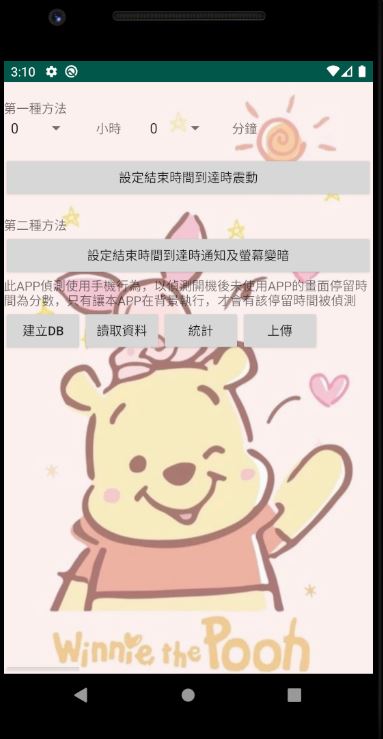 3:10
第一種方法
0 小時 0 分鐘
設定結束時間到達時震動
第二種方法
設定結束時間到達時通知及螢幕變暗
此APP偵測使用手機行為，以偵測開機後未使用APP的畫面停留時
間為分數，只有讓本APP在背景執行，才會有該停留時間被偵測
建立DB 讀取資料 統計 上傳
Winnie the Pooh